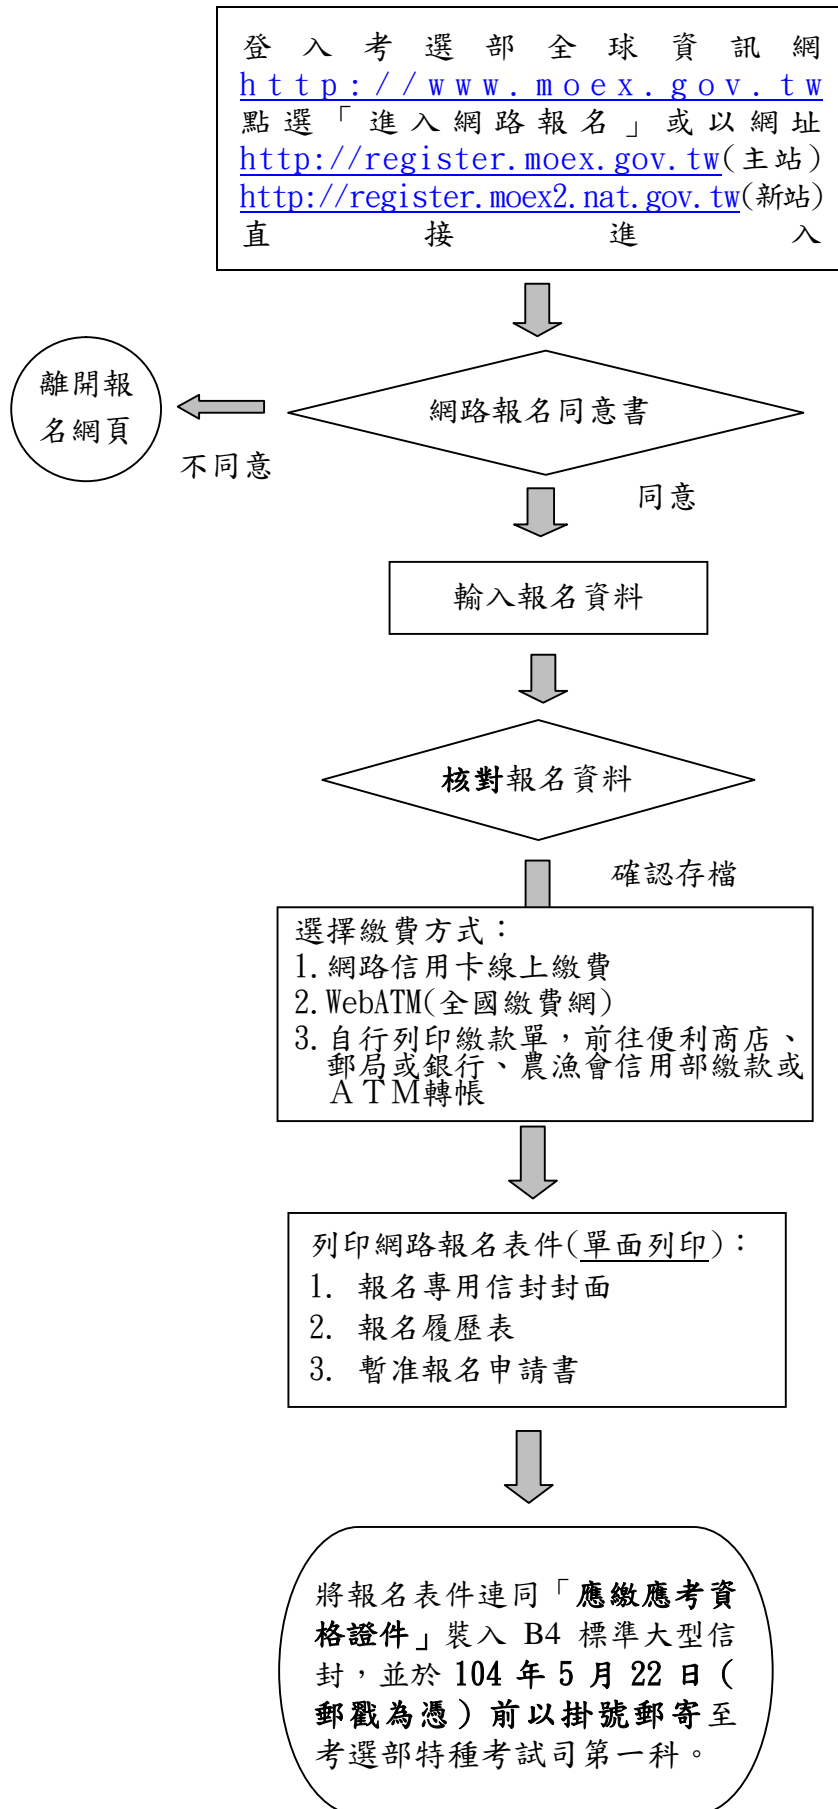 登入考選部全球資訊網
http://www.moex.gov.tw
點選「進入網路報名」或以網址
http://register.moex.gov.tw(主站)
http://register.moex2.nat.gov.tw(新站)
直接進入
離開報
名網頁
網路報名同意書
不同意
同意
輸入報名資料
核對報名資料
確認存檔
選擇繳費方式：
1.網路信用卡線上繳費
2.WebATM(全國繳費網)
3.自行列印繳款單，前往便利商店、
郵局或銀行、農漁會信用部繳款或
ＡＴＭ轉帳
列印網路報名表件(單面列印)：
1. 報名專用信封封面
2. 報名履歷表
3. 暫准報名申請書
將報名表件連同「應繳應考資
格證件」裝入 B4 標準大型信
封，並於 104 年 5 月 22 日（
郵戳為憑）前以掛號郵寄至
考選部特種考試司第一科。